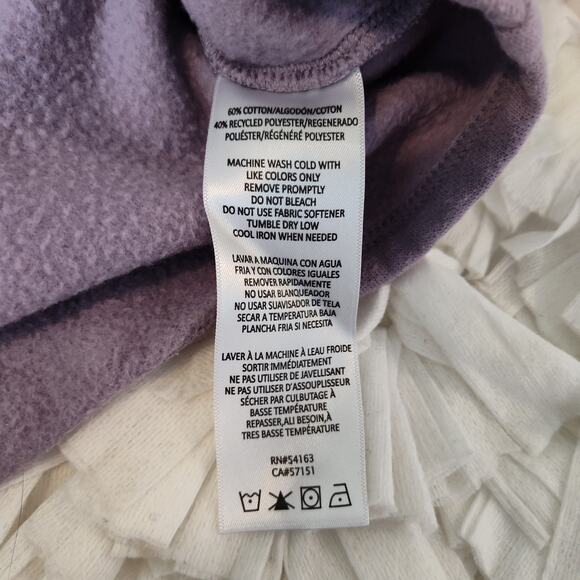 60% COTTON/ALGODÓN/COTON
40% RECYCLED POLYESTER/REGENERADO
POLIÉSTER/RÉGÉNÉRÉ POLYESTER
MACHINE WASH COLD WITH
LIKE COLORS ONLY
REMOVE PROMPTLY
DO NOT BLEACH
DO NOT USE FABRIC SOFTENER
TUMBLE DRY LOW
COOL IRON WHEN NEEDED
LAVAR A MAQUINA CON AGUA
FRIA Y CON COLORES IGUALES
REMOVER RAPIDAMENTE
NO USAR BLANQUEADOR
NO USAR SUAVISADOR DE TELA
SECAR A TEMPERATURA BAJA
PLANCHA FRIA SI NECESITA
LAVER À LA MACHINE À LEAU FROIDE
SORTIR IMMÉDIATEMENT
NE PAS UTILISER DE JAVELLISANT
NE PAS UTILISER D'ASSOUPLISSEUR
SÉCHER PAR CULBUTAGE À
BASSE TEMPÉRATURE
REPASSER,ALI BESOIN,À
TRES BASSE TEMPÉRATURE
RN#54163
CA#57151